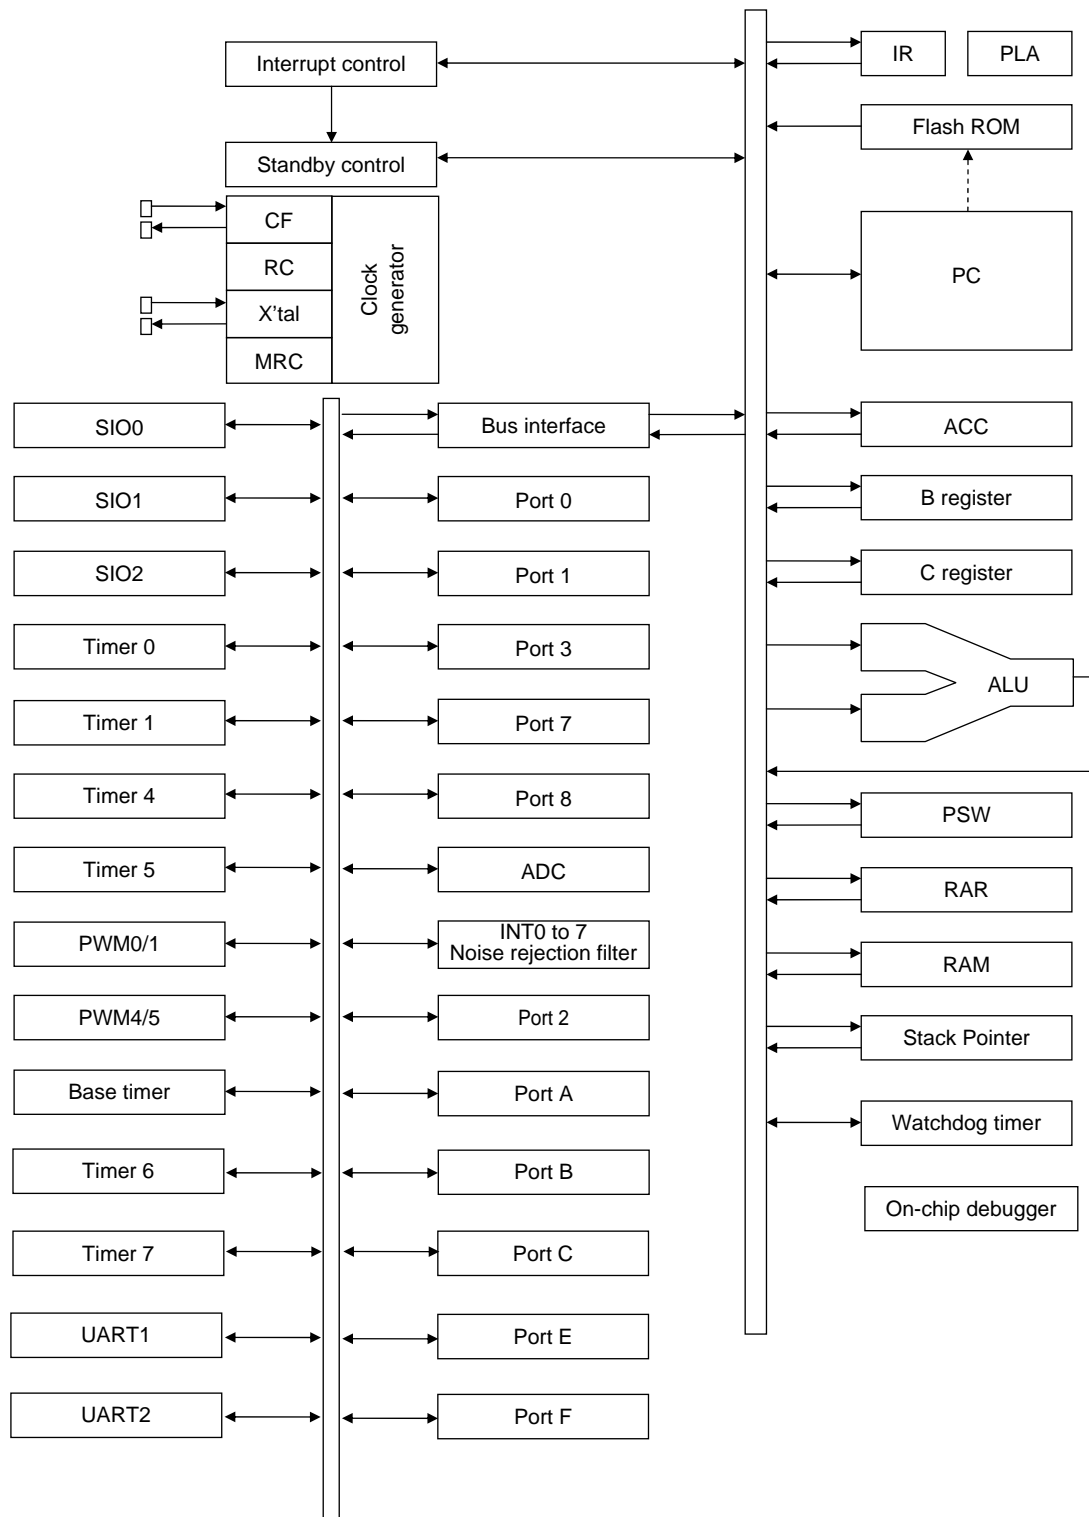 Interrupt control
IR
PLA
Flash ROM
Standby control
CF
RC
X'tal
MRC
Clock
generator
PC
SIO0
Bus interface
ACC
SIO1
Port 0
B register
SIO2
Port 1
C register
Timer 0
Port 3
ALU
Timer 1
Port 7
Timer 4
Port 8
PSW
Timer 5
ADC
RAR
PWM0/1
INT0 to 7
Noise rejection filter
RAM
PWM4/5
Port 2
Stack Pointer
Base timer
Port A
Watchdog timer
Timer 6
Port B
On-chip debugger
Timer 7
Port C
UART1
Port E
UART2
Port F